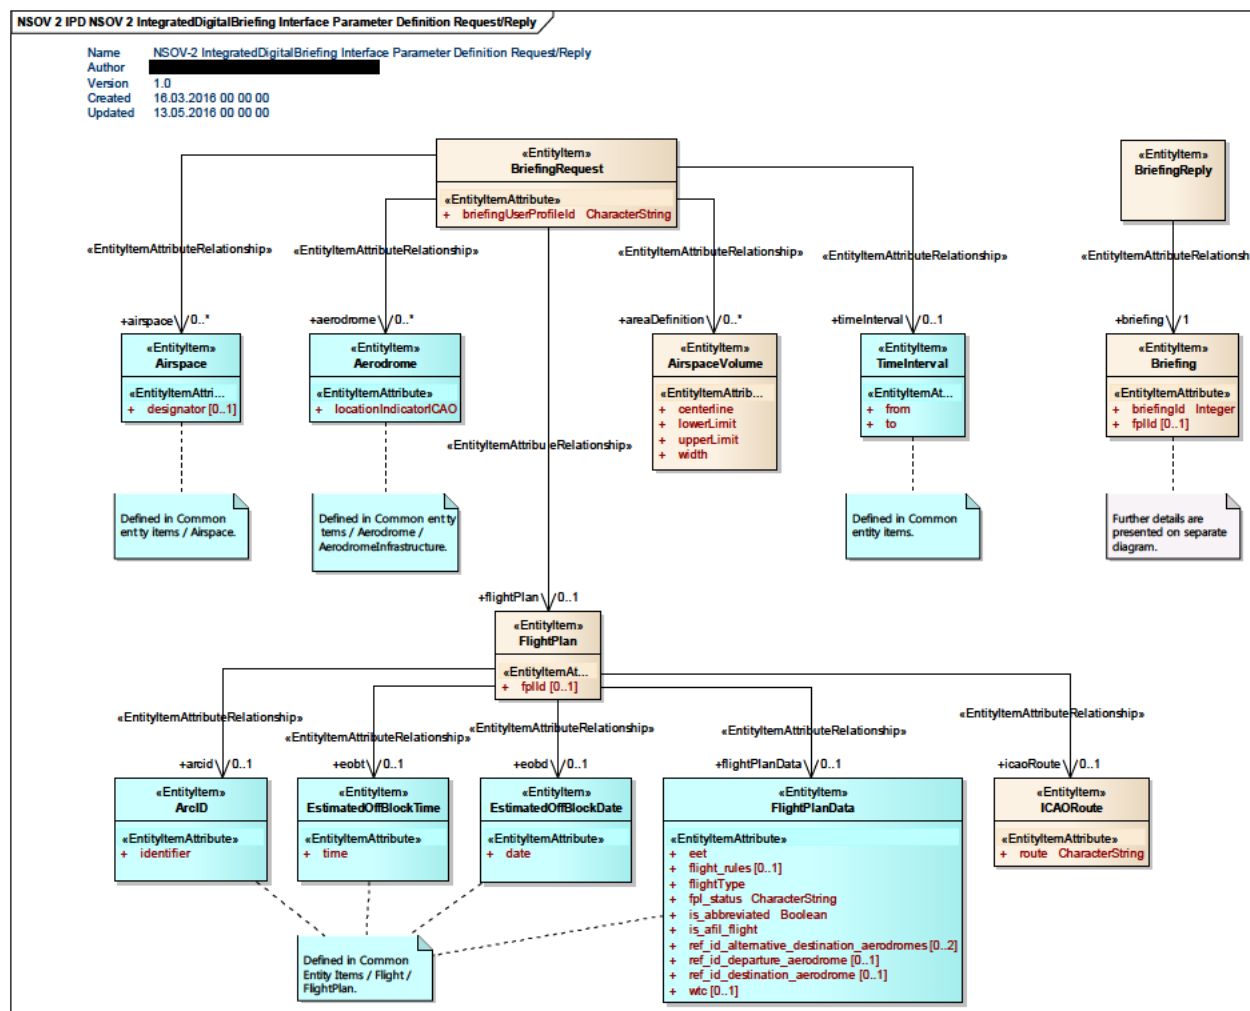 NSOV 2 IPD NSOV 2 IntegratedDigitalBriefing Interface Parameter Definition Request/Reply
Name NSOV-2 IntegratedDigitalBriefing Interface Parameter Definition Request/Reply
Author
Version 1.0
Created 16.03.2016 00 00 00
Updated 13.05.2016 00 00 00
«EntityItem»
BriefingRequest
«EntityItemAttribute»
+ briefingUserProfileId CharacterString
«EntityItem»
BriefingReply
«EntityItemAttributeRelationship»
«EntityItemAttributeRelationship»
«EntityItemAttributeRelationship»
«EntityItemAttributeRelationship»
«EntityItemAttributeRelationsh
+airspace 0..*
+aerodrome 0..*
+areaDefinition 0..*
+timeInterval 0..1
+briefing 1
«EntityItem»
Airspace
«EntityItemAttri...
+ designator [0..1]
«EntityItem»
Aerodrome
«EntityItemAttribute»
+ locationIndicatorICAO
«EntityItem»
AirspaceVolume
«EntityItemAttrib...
+ centerline
+ lowerLimit
+ upperLimit
+ width
«EntityItem»
TimeInterval
«EntityItemAt...
+ from
+ to
«EntityItem»
Briefing
«EntityItemAttribute»
+ briefingId Integer
+ fplId [0..1]
«EntityItemAttributeRelationship»
Defined in Common
entity items / Airspace.
Defined in Common entity
tems / Aerodrome /
AerodromeInfrastructure.
Defined in Common
entity items.
Further details are
presented on separate
diagram.
+flightPlan 0..1
«EntityItem»
FlightPlan
«EntityItemAt...
+ fplId [0..1]
«EntityItemAttributeRelationship»
«EntityItemAttributeRelationship»
«EntityItemAttributeRelationship»
«EntityItemAttributeRelationship»
«EntityItemAttributeRelationship»
+arcid 0..1
+eobt 0..1
+eobd 0..1
+flightPlanData 0..1
+icaoRoute 0..1
«EntityItem»
ArcID
«EntityItemAttribute»
+ identifier
«EntityItem»
EstimatedOffBlockTime
«EntityItemAttribute»
+ time
«EntityItem»
EstimatedOffBlockDate
«EntityItemAttribute»
+ date
«EntityItem»
FlightPlanData
«EntityItemAttribute»
+ eet
+ flight_rules [0..1]
+ flightType
+ fpl_status CharacterString
+ is_abbreviated Boolean
+ is_afil_flight
+ ref_id_alternative_destination_aerodromes [0..2]
+ ref_id_departure_aerodrome [0..1]
+ ref_id_destination_aerodrome [0..1]
+ wtc [0..1]
«EntityItem»
ICAORoute
«EntityItemAttribute»
+ route CharacterString
Defined in Common
Entity Items / Flight /
FlightPlan.